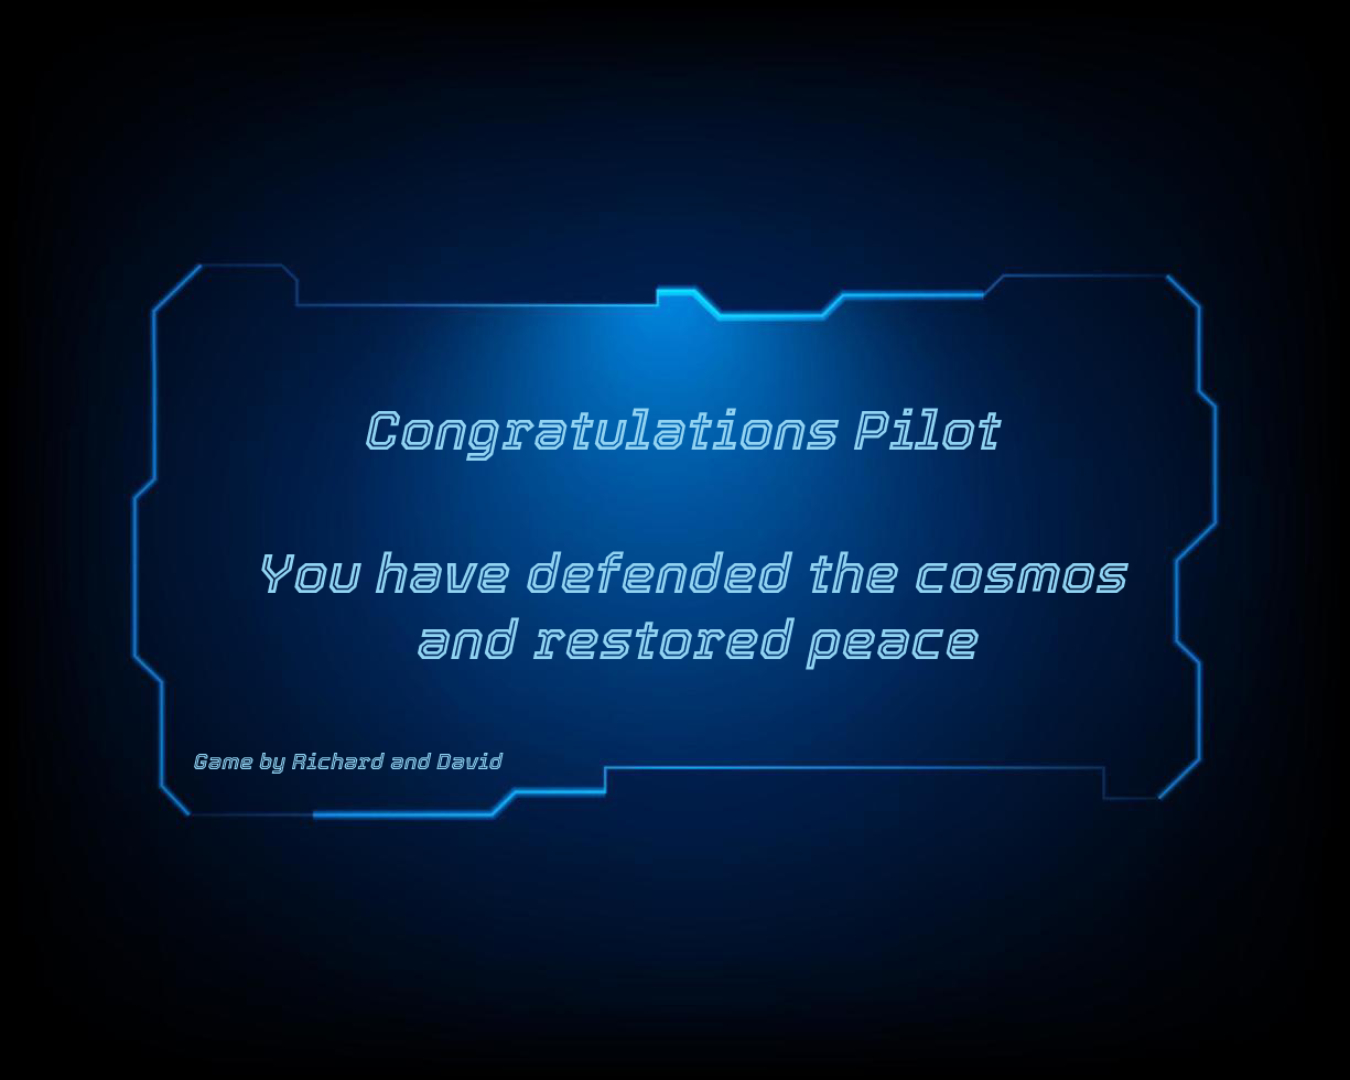 Congratulations Pilot
You have defended the cosmos
and restored peace
Game by Richard and David